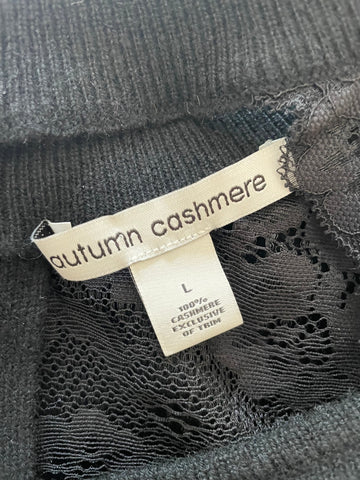 autumn cashmere
L
100%
CASHMERE
EXCLUSIVE
OF TRIM